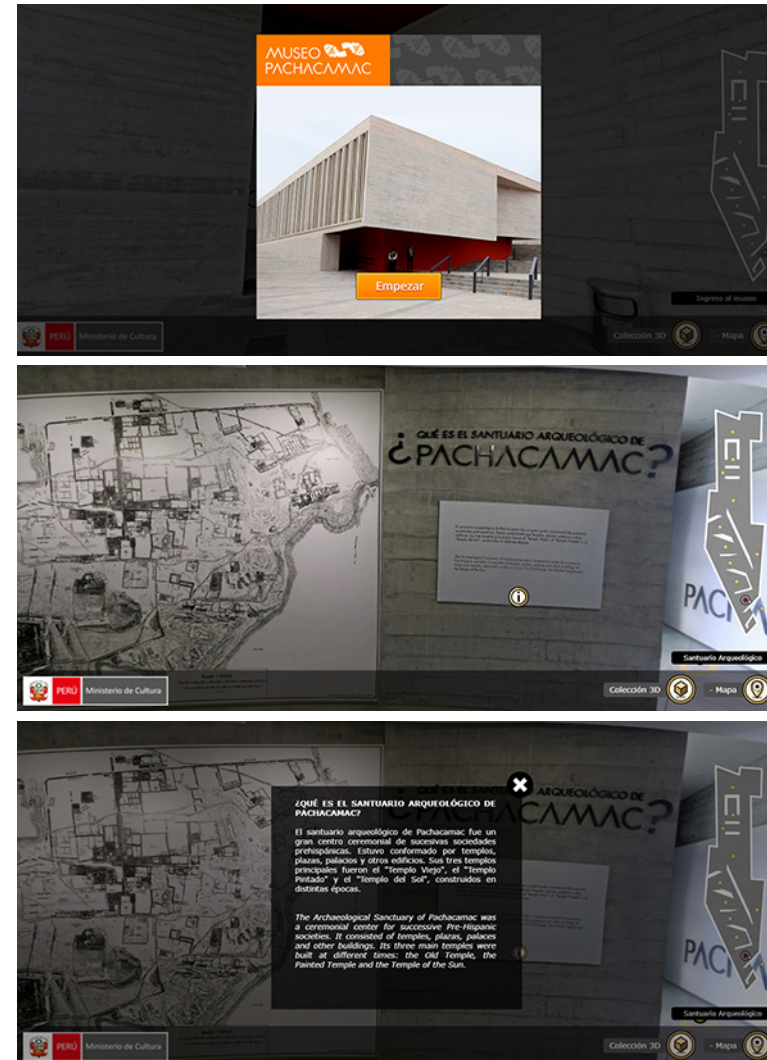 MUSEO
PACHACAMAC
Empezar
Ingreso al museo
PERÚ Ministerio de Cultura
Colección 3D - Mapa
QUÉ ES EL SANTUARIO ARQUEOLÓGICO DE
¿PACHACAMAC?
PACH
Santuario Arqueológico
PERÚ Ministerio de Cultura
Colección 3D - Mapa
¿QUÉ ES EL SANTUARIO ARQUEOLÓGICO DE
PACHACAMAC?
El santuario arqueológico de Pachacamac fue un
gran centro ceremonial de sucesivas sociedades
prehispánicas. Estuvo conformado por templos,
plazas, palacios y otros edificios. Sus tres templos
principales fueron el "Templo Viejo", el "Templo
Pintado" y el "Templo del Sol", construidos en
distintas épocas.
The Archaeological Sanctuary of Pachacamac was
a ceremonial center for successive Pre-Hispanic
societies. It consisted of temples, plazas, palaces
and other buildings. Its three main temples were
built at different times: the Old Temple, the
Painted Temple and the Temple of the Sun.
Santuario Arqueológico
PERÚ Ministerio de Cultura
Colección 3D - Mapa